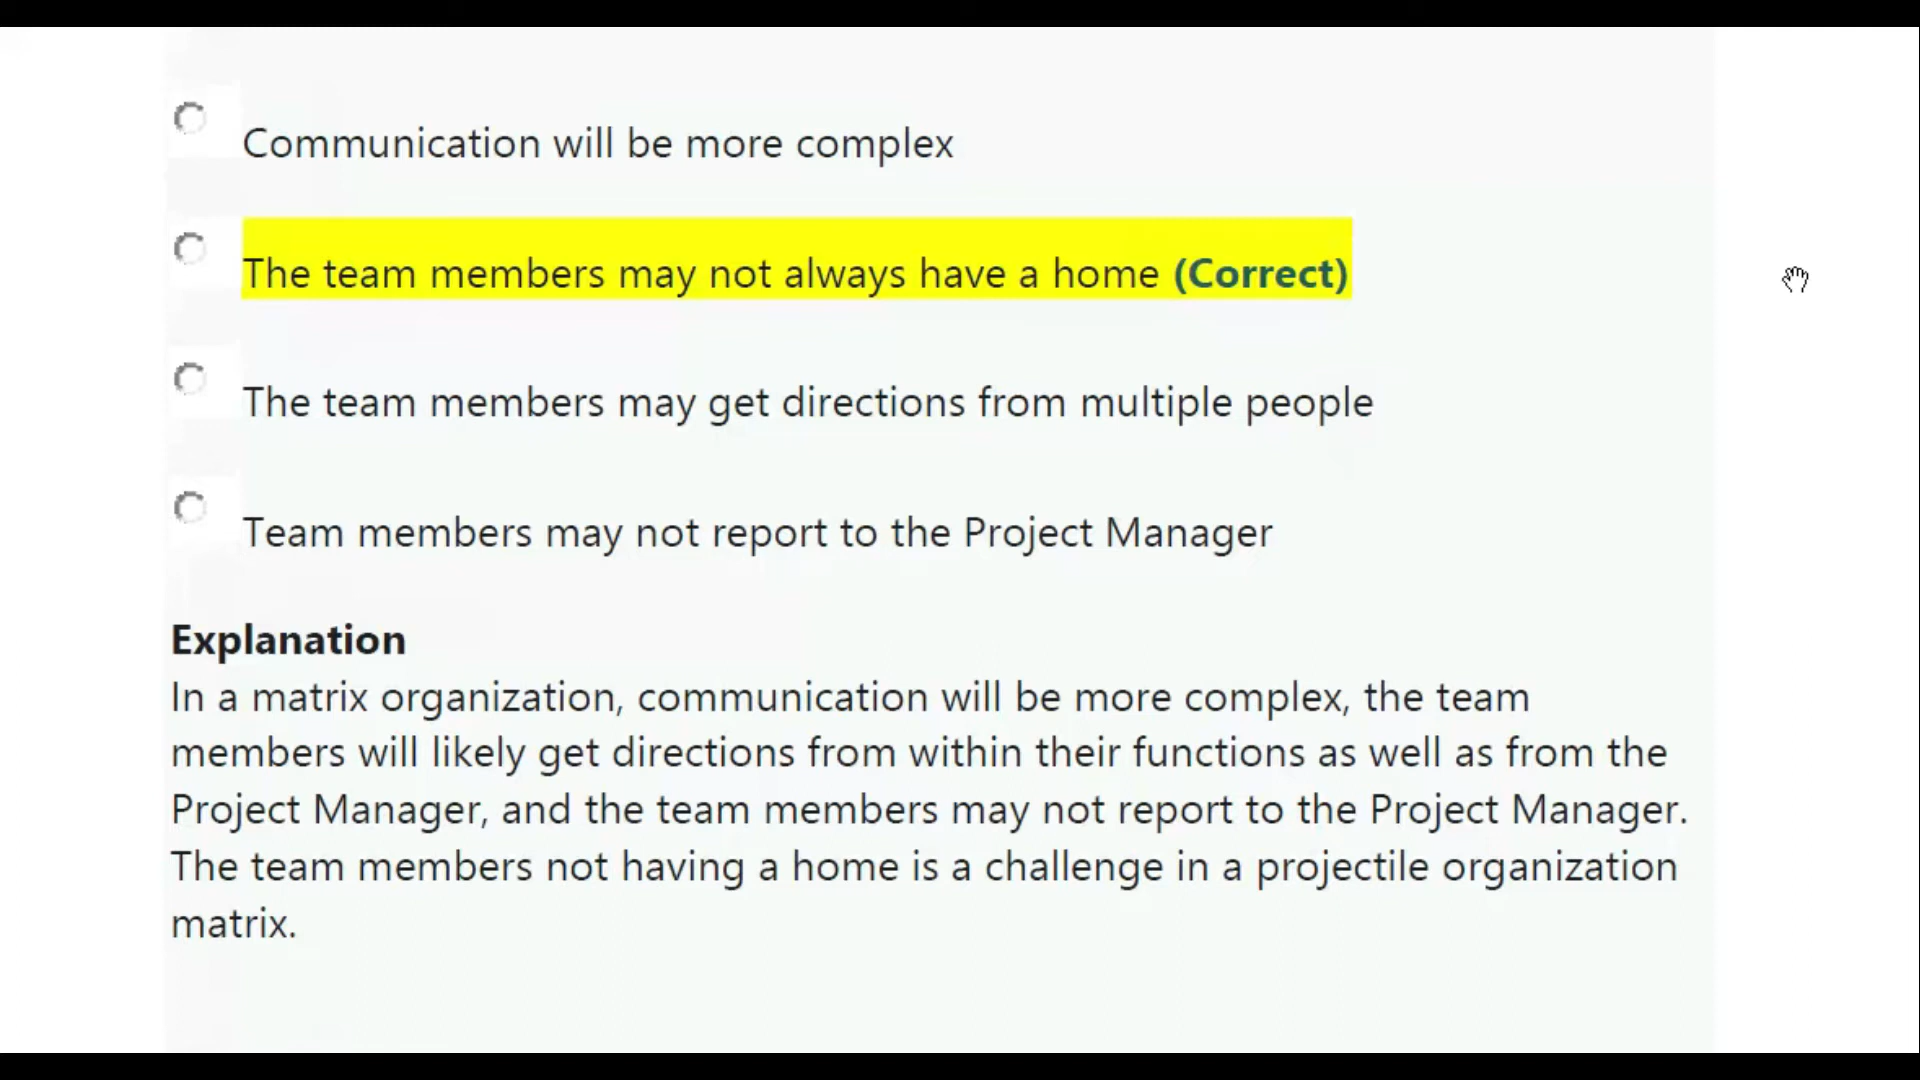 Communication will be more complex
The team members may not always have a home (Correct)
The team members may get directions from multiple people
Team members may not report to the Project Manager
Explanation
In a matrix organization, communication will be more complex, the team
members will likely get directions from within their functions as well as from the
Project Manager, and the team members may not report to the Project Manager.
The team members not having a home is a challenge in a projectile organization
matrix.